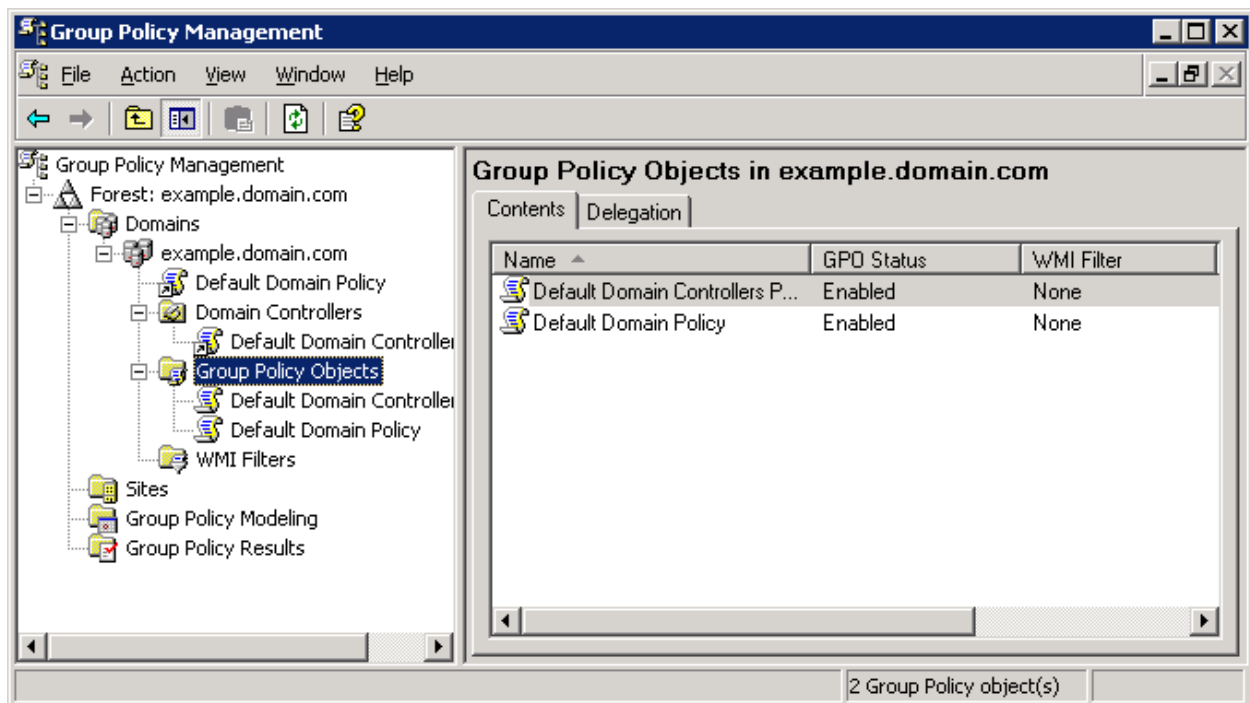 Group Policy Management
File Action View Window Help
Group Policy Management
Forest: example.domain.com
Domains
example.domain.com
Default Domain Policy
Domain Controllers
Default Domain Controller
Group Policy Objects
Default Domain Controller
Default Domain Policy
WMI Filters
Sites
Group Policy Modeling
Group Policy Results
Group Policy Objects in example.domain.com
Contents Delegation
Name GPO Status WMI Filter
Default Domain Controllers P... Enabled None
Default Domain Policy Enabled None
2 Group Policy object(s)